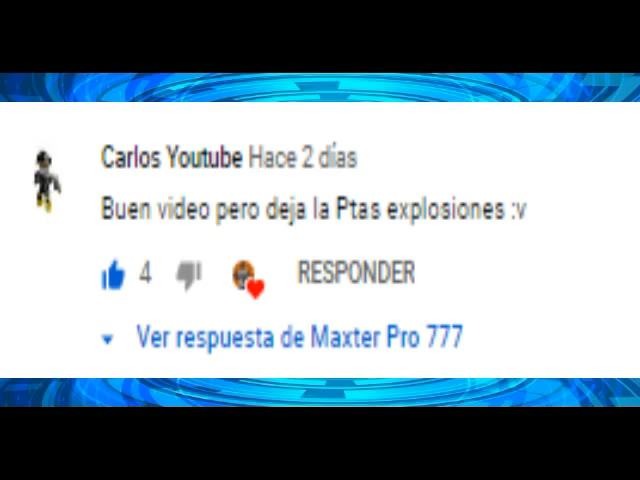 Carlos Youtube Hace 2 días
Buen video pero deja la Ptas explosiones :v
4 RESPONDER
Ver respuesta de Maxter Pro 777